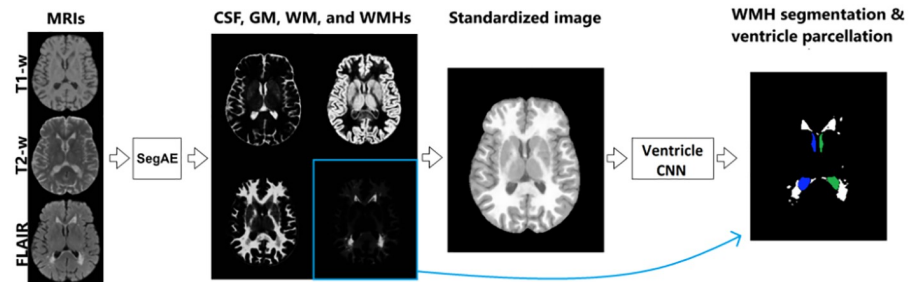 MRIs
CSF, GM, WM, and WMHs
Standardized image
WMH segmentation &
ventricle parcellation
T1-w
T2-w
FLAIR
SegAE
Ventricle
CNN